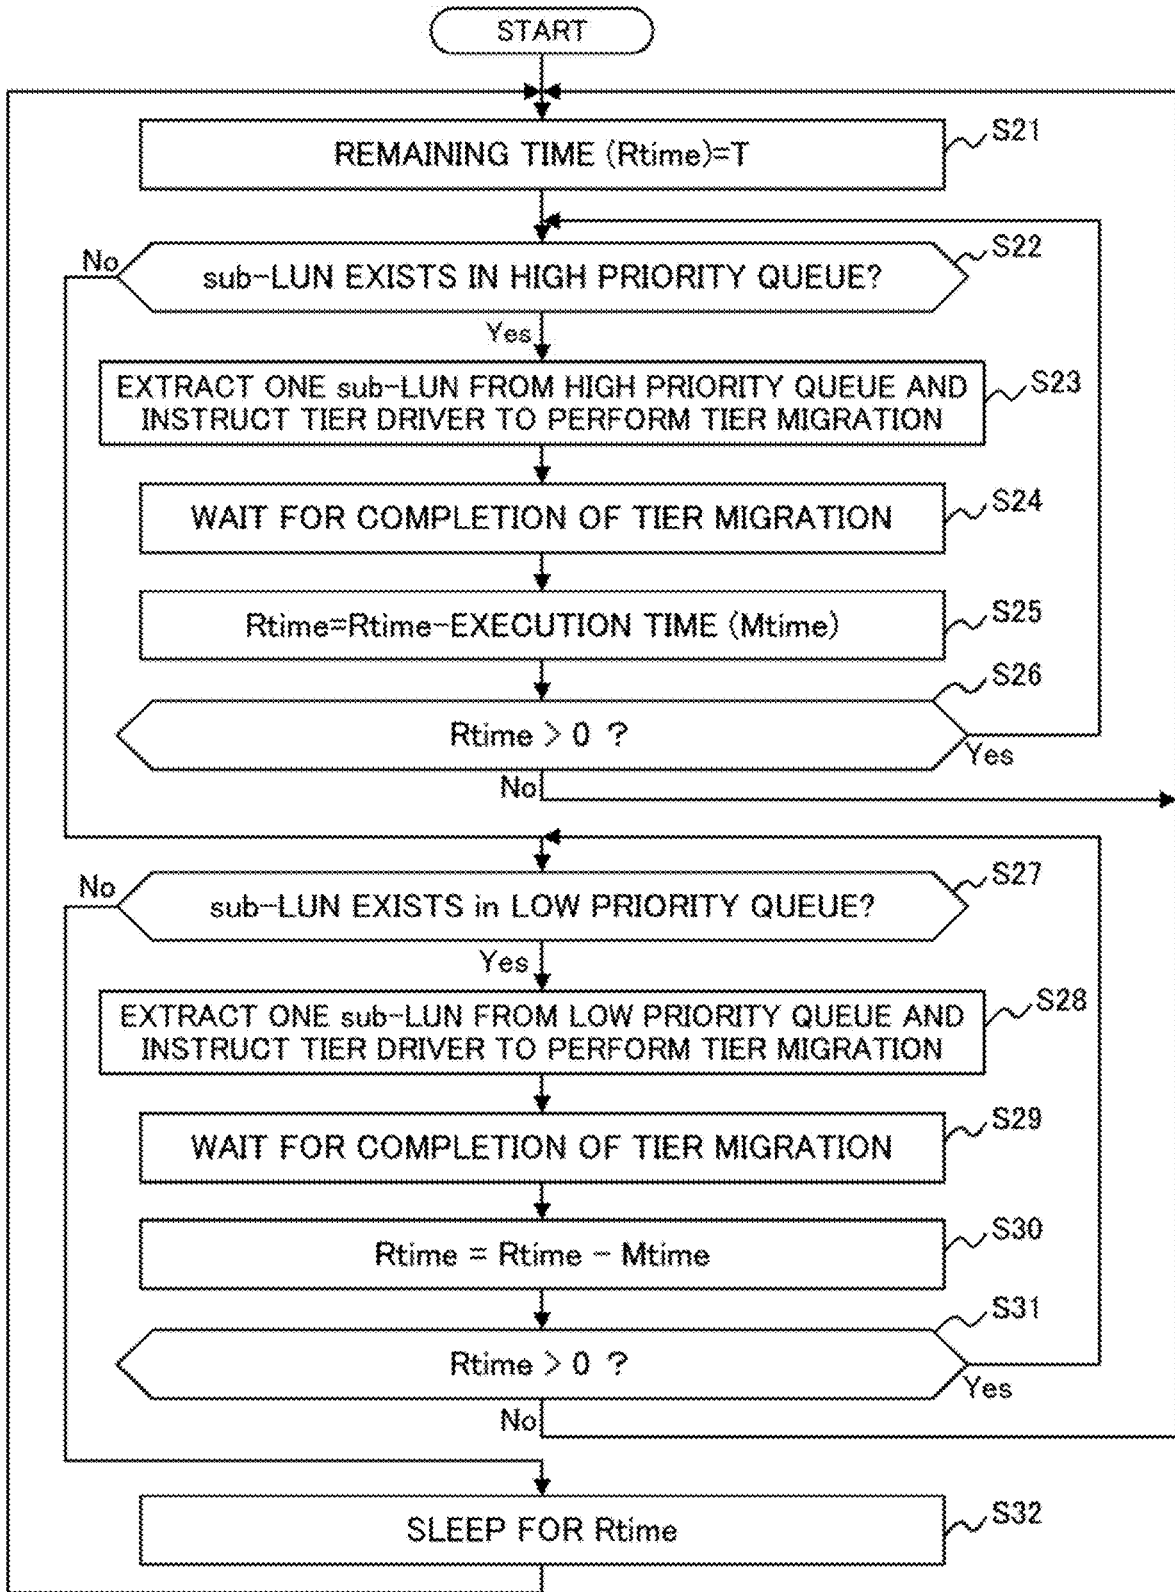 START
REMAINING TIME (Rtime)=T
S21
No
sub-LUN EXISTS IN HIGH PRIORITY QUEUE?
S22
Yes
EXTRACT ONE sub-LUN FROM HIGH PRIORITY QUEUE AND
INSTRUCT TIER DRIVER TO PERFORM TIER MIGRATION
S23
WAIT FOR COMPLETION OF TIER MIGRATION
S24
Rtime=Rtime-EXECUTION TIME (Mtime)
S25
S26
Rtime > 0 ?
Yes
No
No
sub-LUN EXISTS in LOW PRIORITY QUEUE?
S27
Yes
EXTRACT ONE sub-LUN FROM LOW PRIORITY QUEUE AND
INSTRUCT TIER DRIVER TO PERFORM TIER MIGRATION
S28
WAIT FOR COMPLETION OF TIER MIGRATION
S29
Rtime = Rtime - Mtime
S30
S31
Rtime > 0 ?
Yes
No
SLEEP FOR Rtime
S32